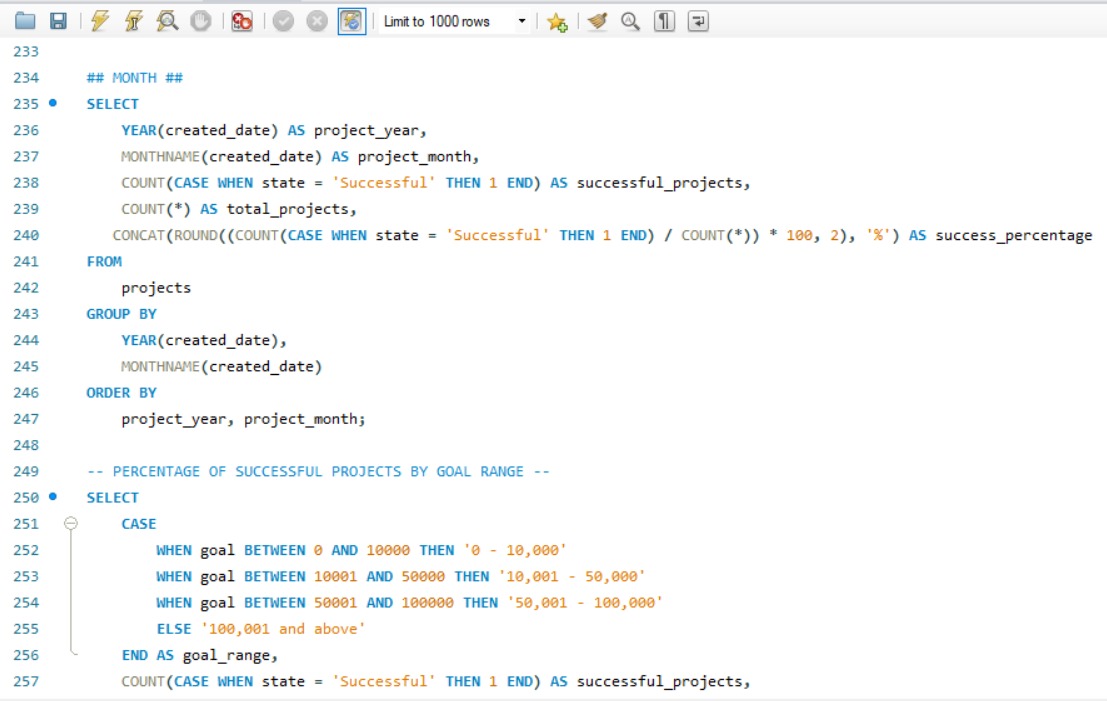 Limit to 1000 rows
233
234 ## MONTH ##
235 SELECT
236 YEAR(created_date) AS project_year,
237 MONTHNAME(created_date) AS project_month,
238 COUNT(CASE WHEN state = 'Successful' THEN 1 END) AS successful_projects,
239 COUNT(*) AS total_projects,
240 CONCAT(ROUND((COUNT(CASE WHEN state = 'Successful' THEN 1 END) / COUNT(*)) * 100, 2), '%') AS success_percentage
241 FROM
242 projects
243 GROUP BY
244 YEAR(created_date),
245 MONTHNAME(created_date)
246 ORDER BY
247 project_year, project_month;
248
249 -- PERCENTAGE OF SUCCESSFUL PROJECTS BY GOAL RANGE --
250 SELECT
251 CASE
252 WHEN goal BETWEEN 0 AND 10000 THEN '0 - 10,000'
253 WHEN goal BETWEEN 10001 AND 50000 THEN '10,001 - 50,000'
254 WHEN goal BETWEEN 50001 AND 100000 THEN '50,001 - 100,000'
255 ELSE '100,001 and above'
256 END AS goal_range,
257 COUNT(CASE WHEN state = 'Successful' THEN 1 END) AS successful_projects,